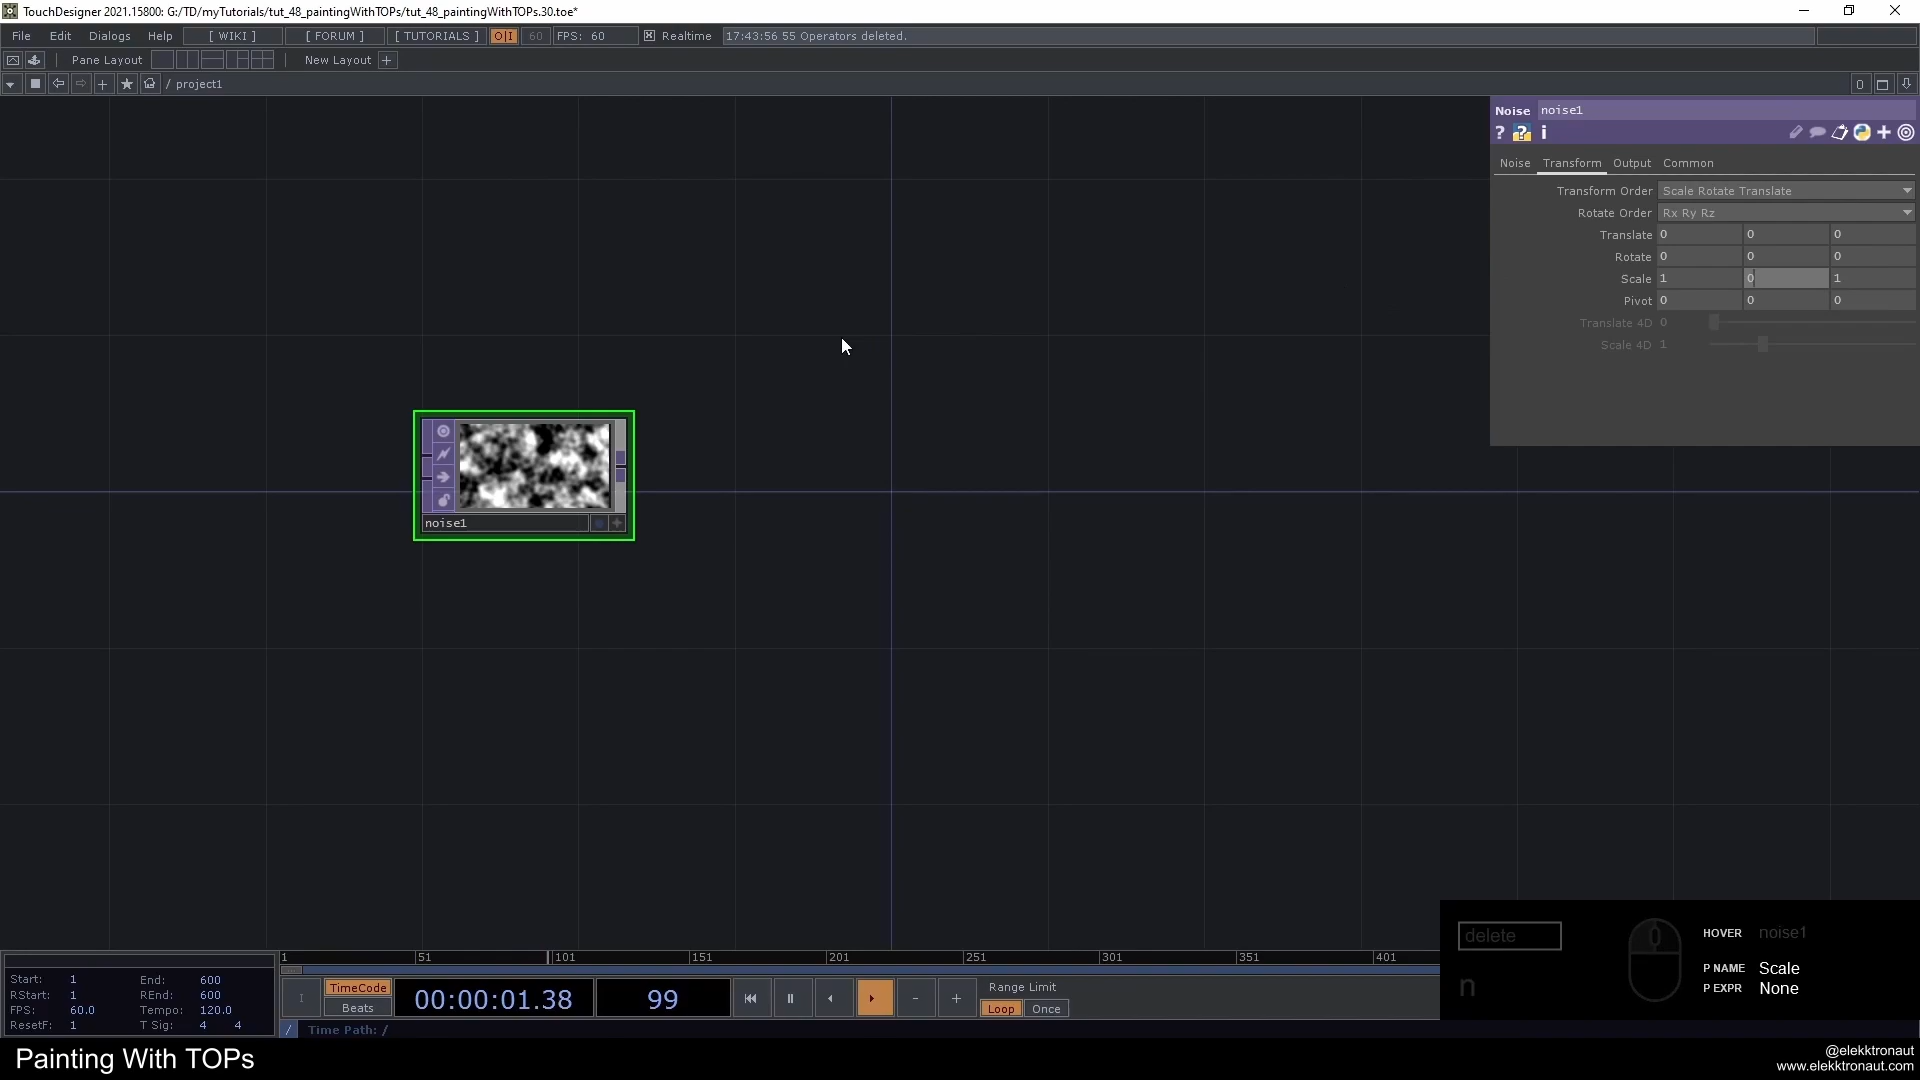 TouchDesigner 2021.15800: G:/TD/myTutorials/tut_48_paintingWithTOPs/tut_48_paintingWithTOPs.30.toe*
File Edit Dialogs Help [ WIKI ] [ FORUM ] [ TUTORIALS ] O|I 60 FPS: 60 Realtime 17:43:56 55 Operators deleted.
Pane Layout New Layout +
/ project1 0
Noise noise1
? ? i
Noise Transform Output Common
Transform Order Scale Rotate Translate
Rotate Order Rx Ry Rz
Translate 0 0 0
Rotate 0 0 0
Scale 1 0 1
Pivot 0 0 0
Translate 4D 0
Scale 4D 1
noise1
delete
n
0
HOVER noise1
P NAME Scale
P EXPR None
1 51 101 151 201 251 301 351 401
Start: 1 End: 600
RStart: 1 REnd: 600
FPS: 60.0 Tempo: 120.0
ResetF: 1 T Sig: 4 4
TimeCode
Beats
00:00:01.38
99
- +
Range Limit
Loop Once
/ Time Path: /
Painting With TOPs
@elekktronaut
www.elekktronaut.com